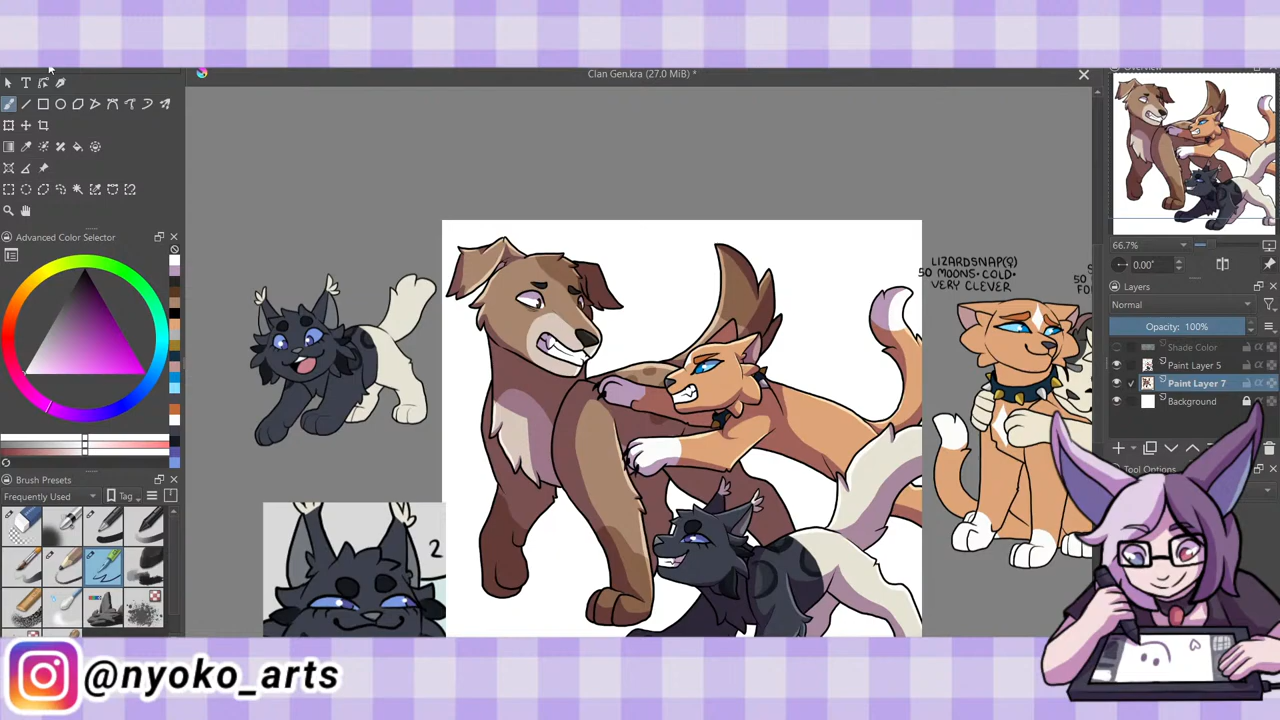 Clan Gen.kra (27.0 MiB) *
Advanced Color Selector
Brush Presets
Frequently Used
Tag
LIZARDSNAP(♀)
50 MOONS•COLD•
VERY CLEVER
50
2
66.7%
0.00°
Layers
Normal
Opacity: 100%
Shade Color
Paint Layer 5
Paint Layer 7
Background
Tool Options
@nyoko_arts